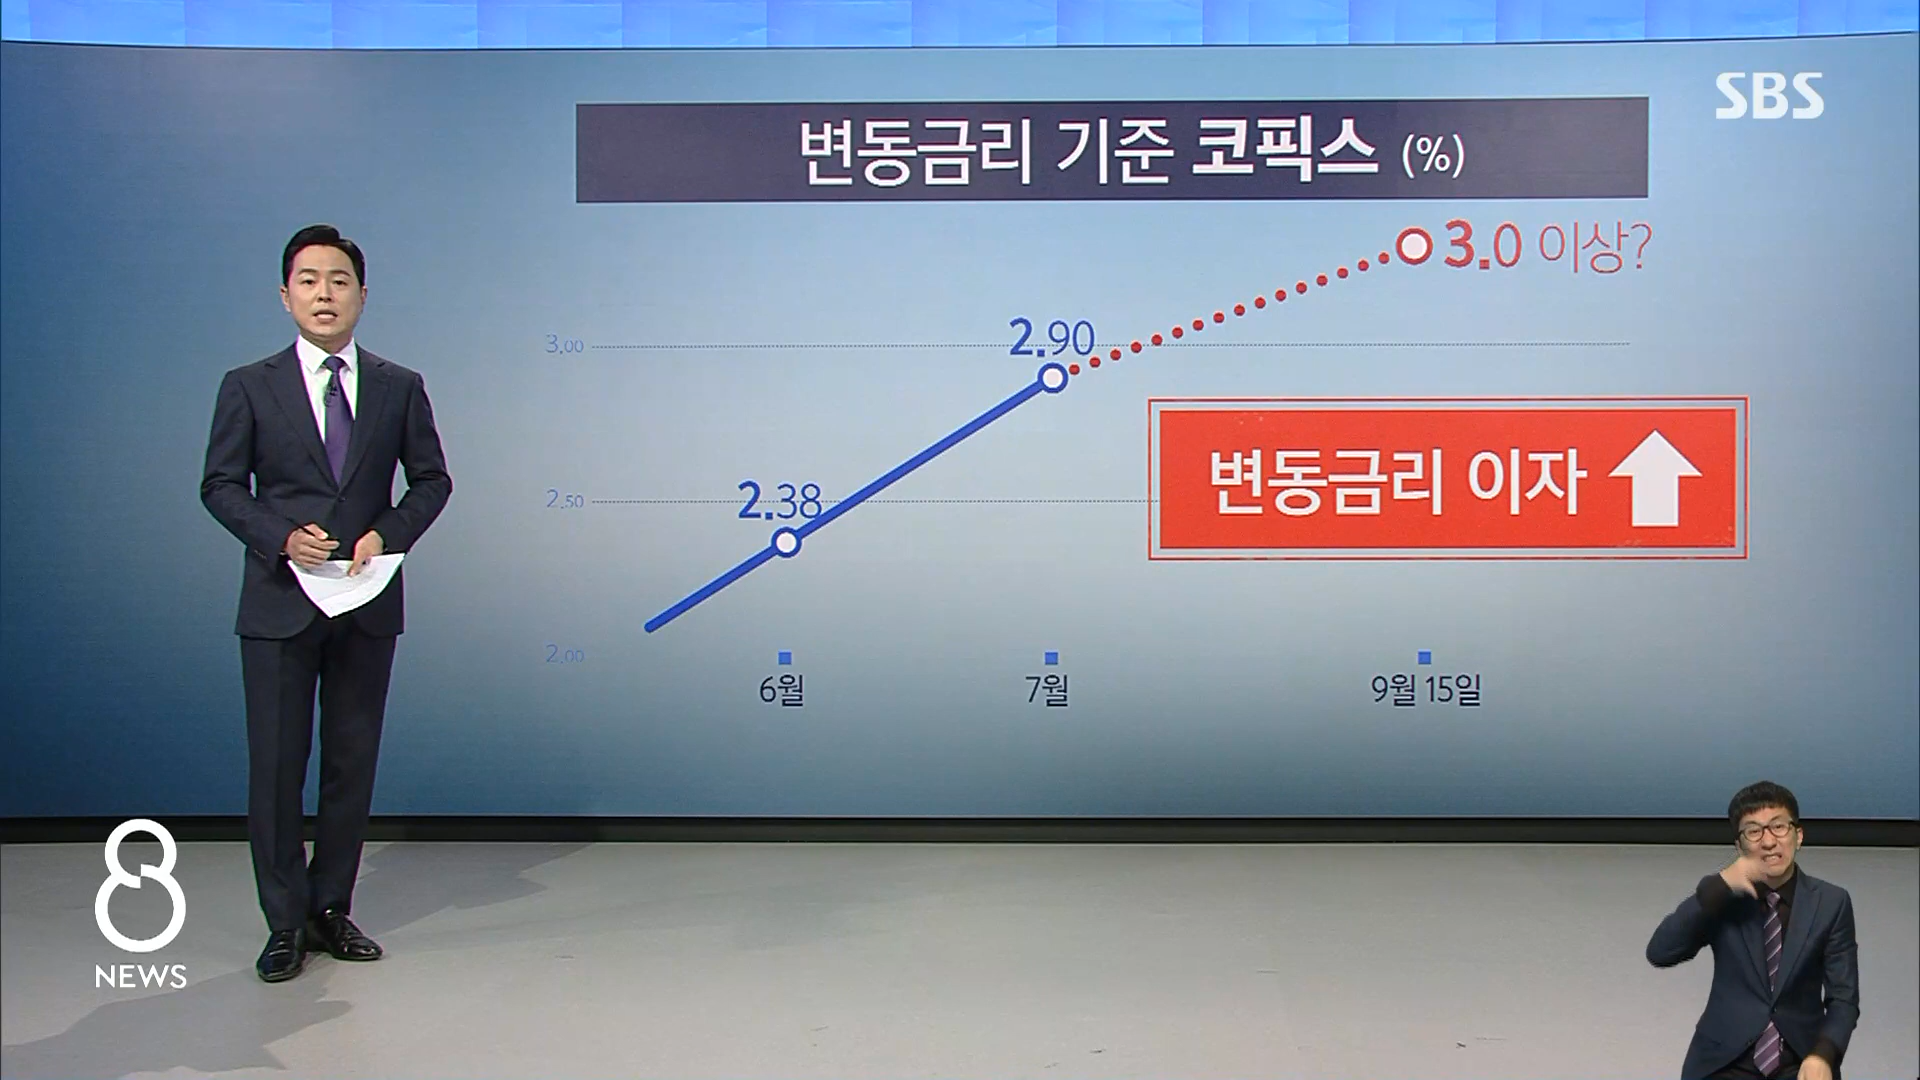 SBS
변동금리 기준 코픽스 (%)
3.0 이상?
3.00
2.90
2.50
2.38
변동금리 이자
2.00
6월
7월
9월 15일
8
NEWS